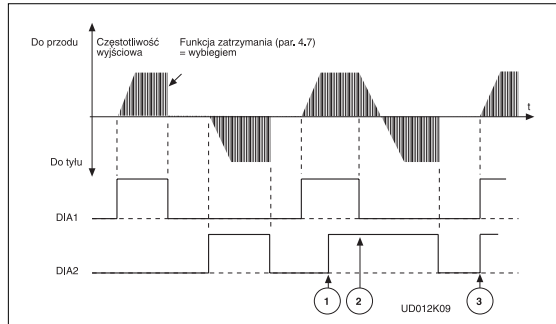 Do przodu
Częstotliwość
wyjściowa
Funkcja zatrzymania (par. 4.7)
= wybiegiem
t
Do tyłu
DIA1
DIA2
1
2
3
UD012K09